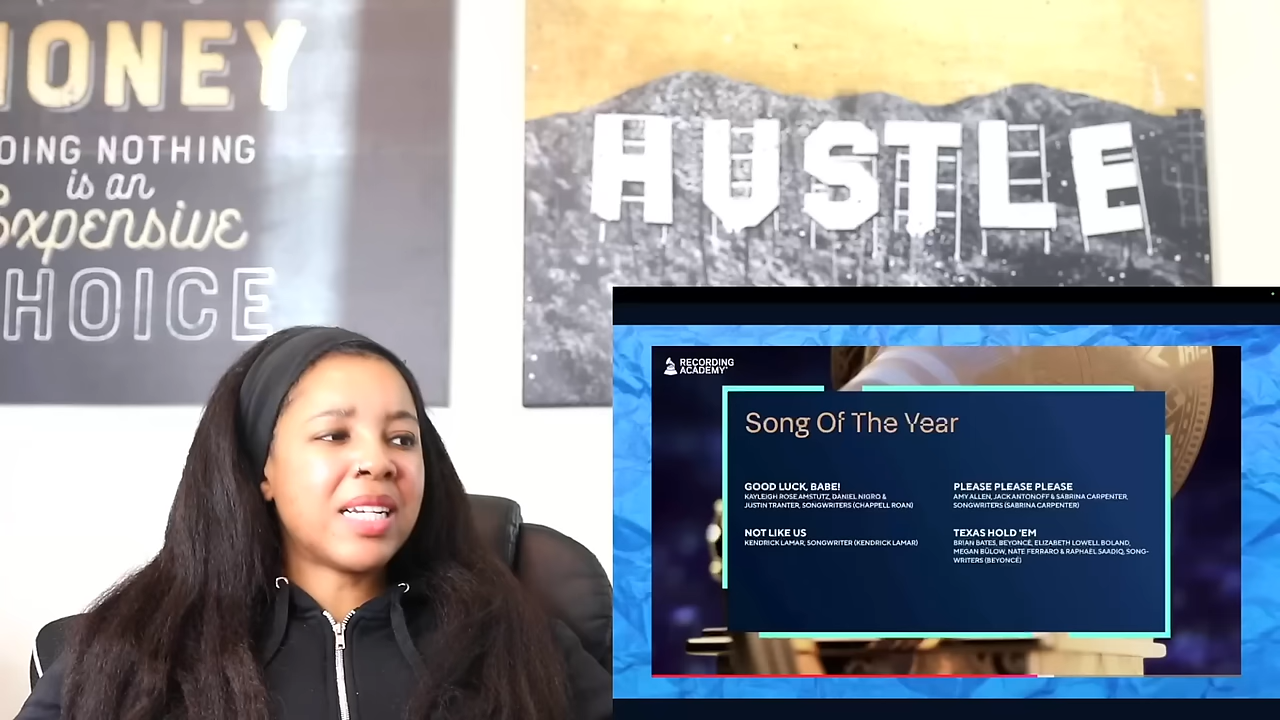 MONEY
DOING NOTHING
is an
Expensive
CHOICE
HUSTLE
RECORDING
ACADEMY
Song Of The Year
GOOD LUCK, BABE!
KAYLEIGH ROSE AMSTUTZ, DANIEL NIGRO &
JUSTIN TRANTER, SONGWRITERS (CHAPPELL ROAN)
NOT LIKE US
KENDRICK LAMAR, SONGWRITER (KENDRICK LAMAR)
PLEASE PLEASE PLEASE
AMY ALLEN, JACK ANTONOFF & SABRINA CARPENTER,
SONGWRITERS (SABRINA CARPENTER)
TEXAS HOLD 'EM
BRIAN BATES, BEYONCÉ, ELIZABETH LOWELL BOLAND,
MEGAN BÜLOW, NATE FERRARO & RAPHAEL SAADIQ, SONG-
WRITERS (BEYONCÉ)